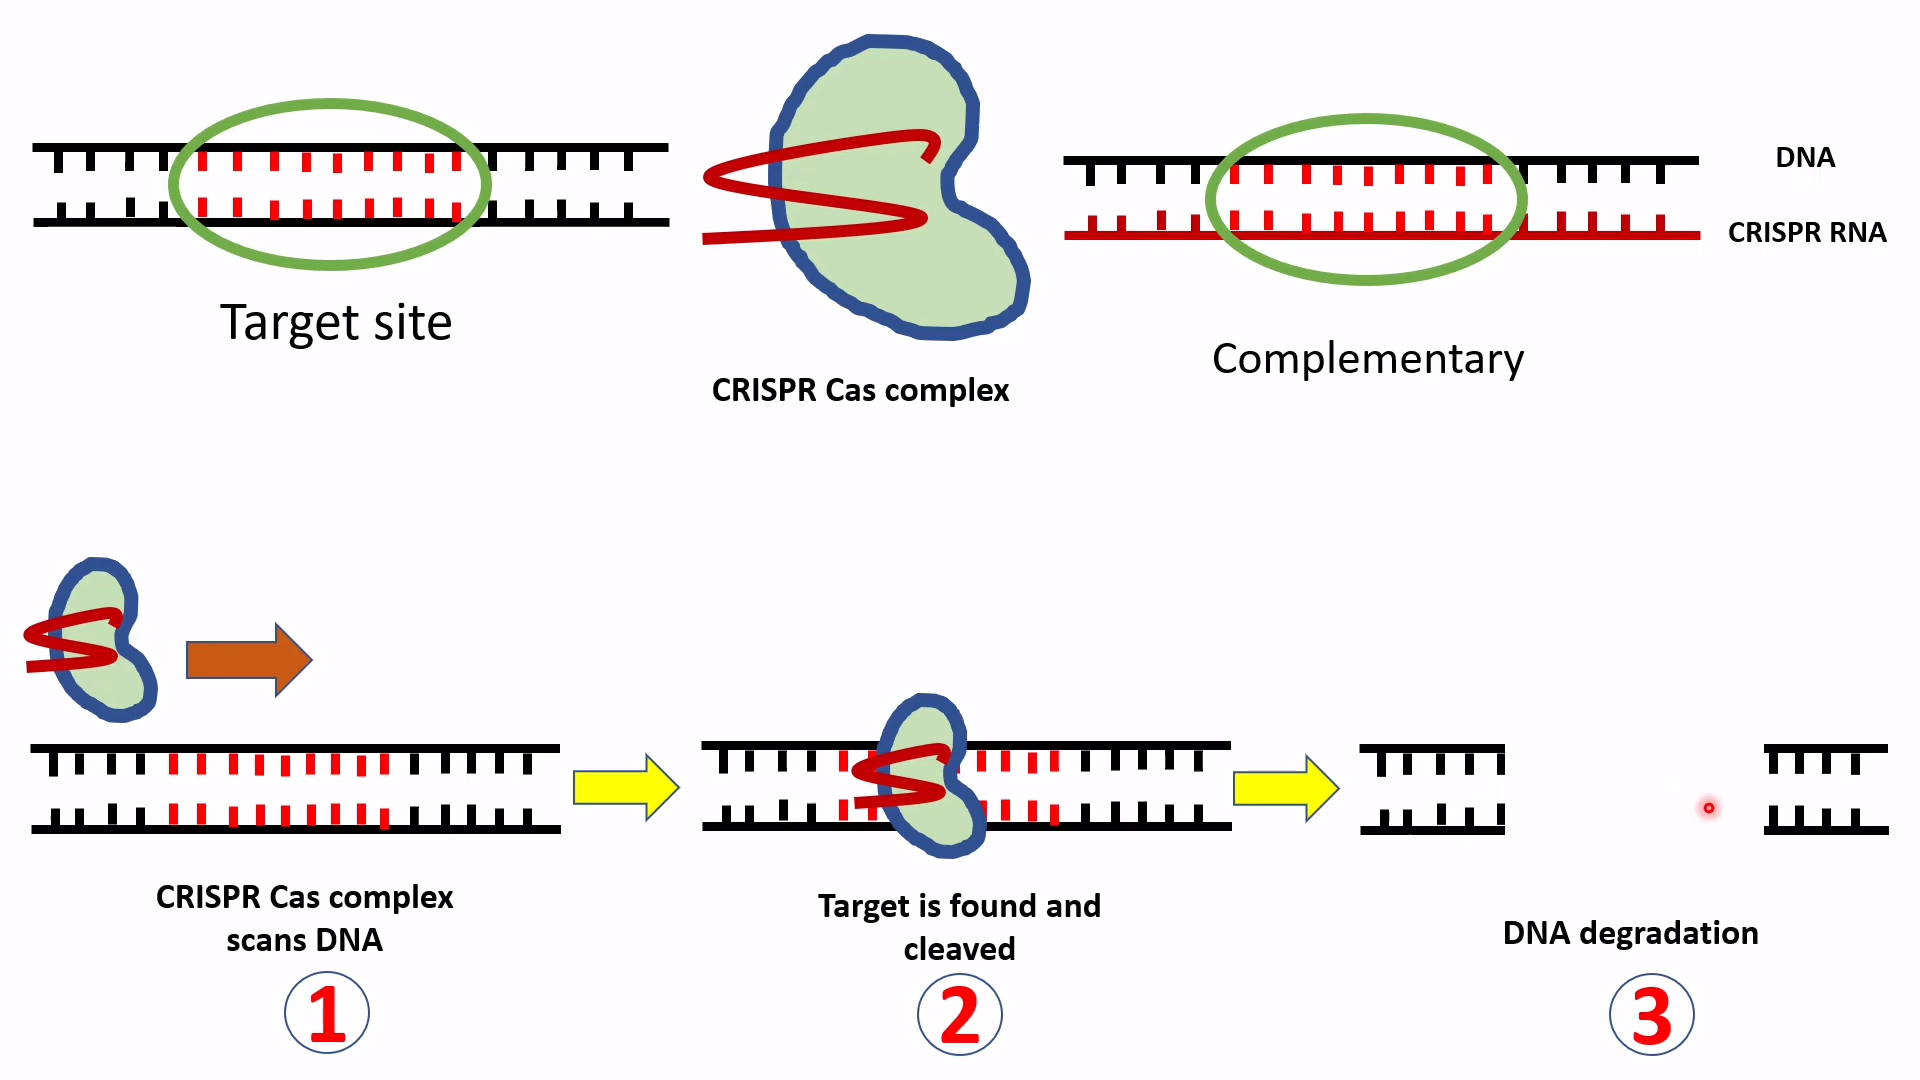 Target site
CRISPR Cas complex
DNA
CRISPR RNA
Complementary
CRISPR Cas complex
scans DNA
1
Target is found and
cleaved
2
DNA degradation
3